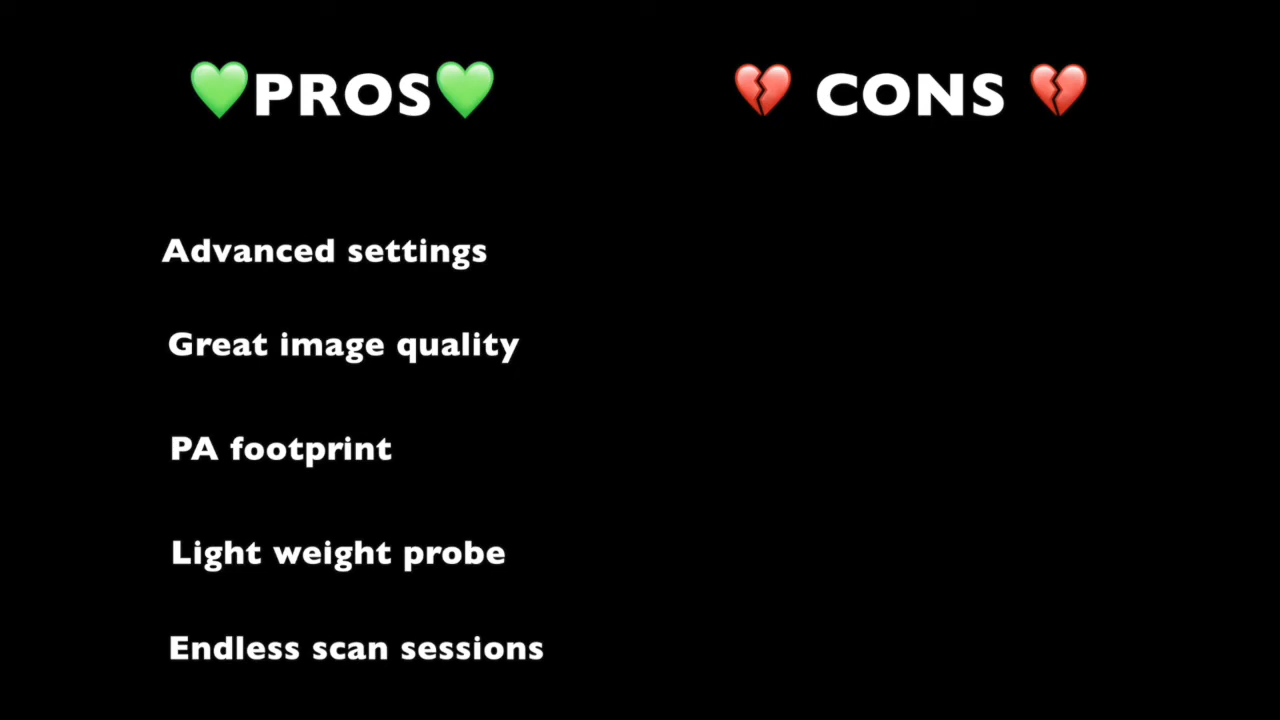 💚PROS💚
💔 CONS 💔
Advanced settings
Great image quality
PA footprint
Light weight probe
Endless scan sessions